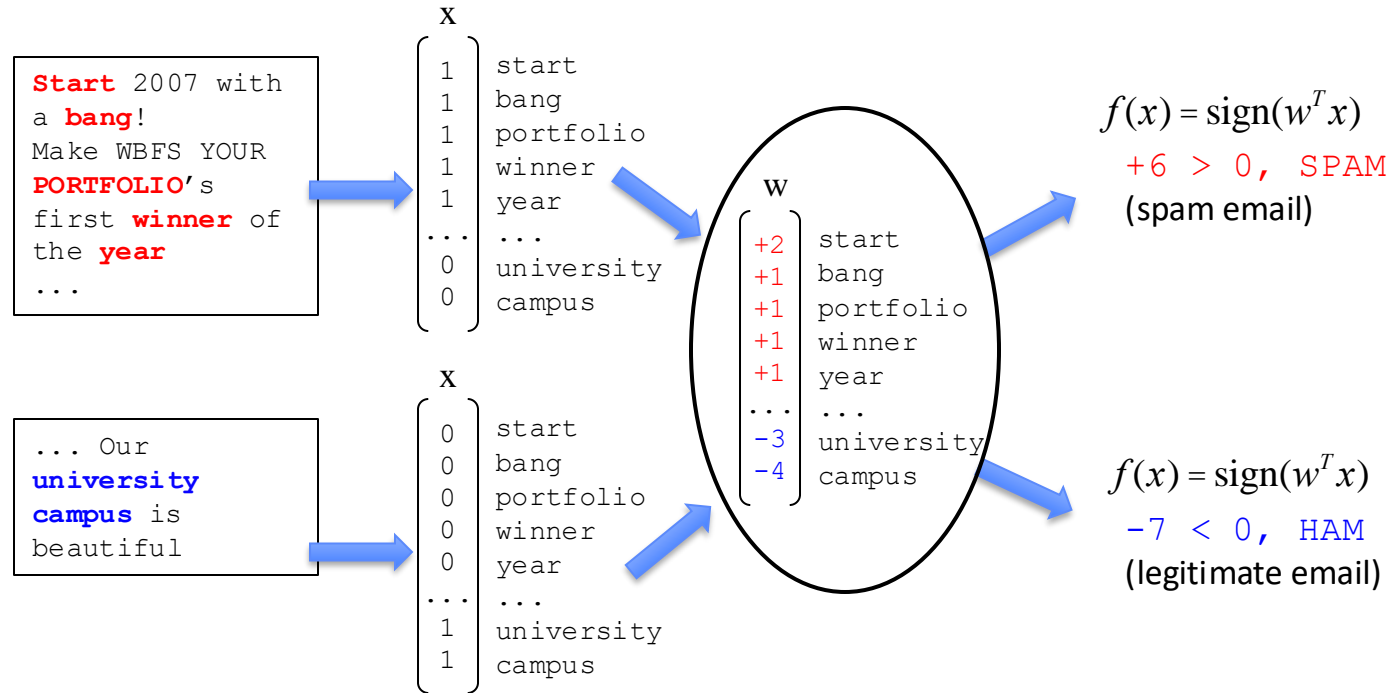 x
Start 2007 with
a bang!
Make WBFS YOUR
PORTFOLIO's
first winner of
the year
...
1 start
1 bang
1 portfolio
1 winner
1 year
... ...
0 university
0 campus
x
... Our
university
campus is
beautiful
0 start
0 bang
0 portfolio
0 winner
0 year
... ...
1 university
1 campus
w
+2 start
+1 bang
+1 portfolio
+1 winner
+1 year
... ...
-3 university
-4 campus
f(x) = sign(w^T x)
+6 > 0, SPAM
(spam email)
f(x) = sign(w^T x)
-7 < 0, HAM
(legitimate email)